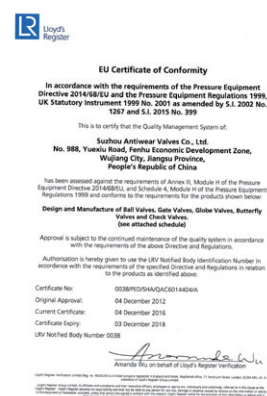 Lloyd's
Register
EU Certificate of Conformity
In accordance with the requirements of the Pressure Equipment
Directive 2014/68/EU and the Pressure Equipment Regulations 1999,
UK Statutory Instrument 1999 No. 2001 as amended by S.I. 2002 No.
1267 and S.I. 2015 No. 399
This is to certify that the Quality Management System of:
Suzhou Antiwear Valves Co., Ltd.
No. 988, Yuexiu Road, Fenhu Economic Development Zone,
Wujiang City, Jiangsu Province,
People's Republic of China
has been assessed against the requirements of Annex III, Module H of the Pressure
Equipment Directive 2014/68/EU, and Schedule 4, Module H of the Pressure Equipment
Regulations 1999 and conforms to the requirements for the products shown below:
Design and Manufacture of Ball Valves, Gate Valves, Globe Valves, Butterfly
Valves and Check Valves.
(see attached schedule)
Approval is subject to the continued maintenance of the quality system in accordance
with the requirements of the above Directive and Regulations.
Authorisation is hereby given to use the LRV Notified Body Identification Number in
accordance with the requirements of the specified Directive and Regulations in relation
to the products as identified above.
Certificate No: 0038/PED/SHA/QAC6014404/A
Original Approval: 04 December 2012
Current Certificate: 04 December 2016
Certificate Expiry: 03 December 2018
LRV Notified Body Number 0038
Amanda Wu on behalf of Lloyd's Register Verification